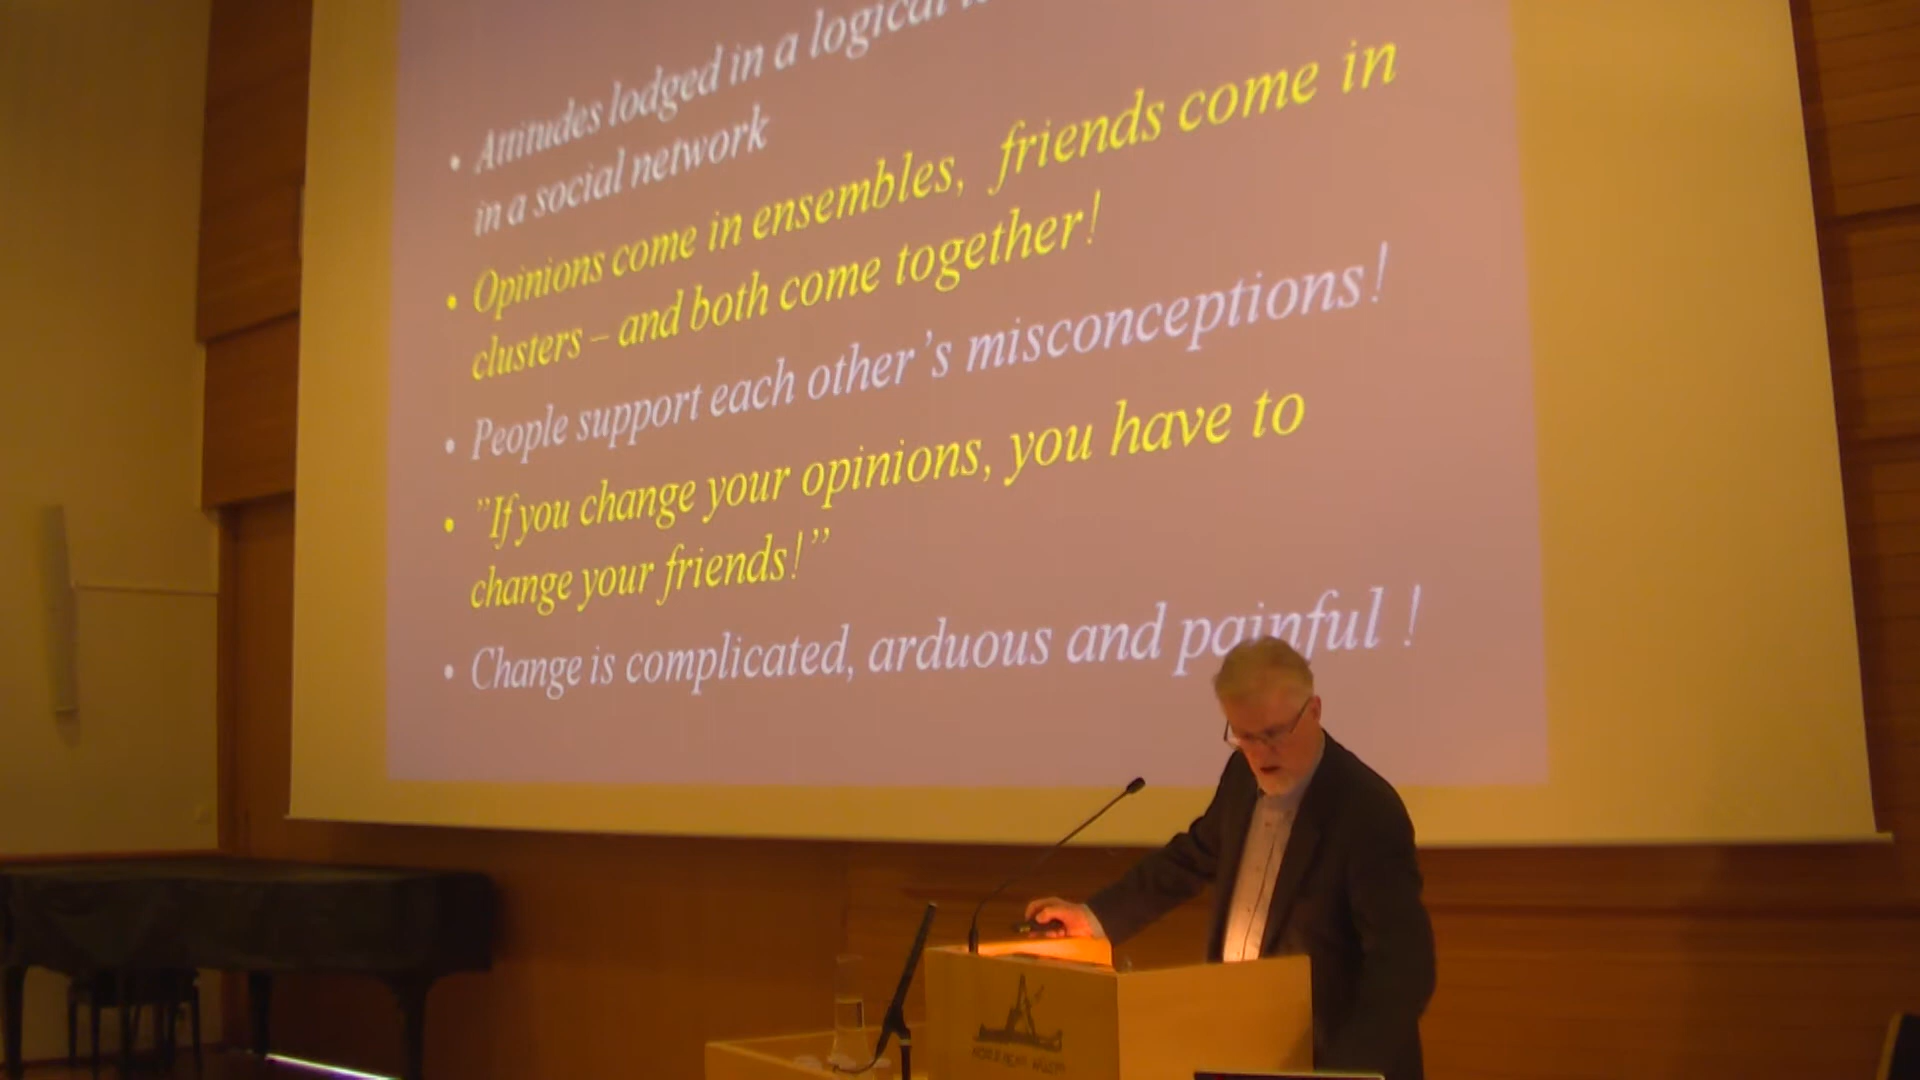 • Attitudes lodged in a logical
in a social network
• Opinions come in ensembles, friends come in
clusters – and both come together!
• People support each other’s misconceptions!
• ”If you change your opinions, you have to
change your friends!”
• Change is complicated, arduous and painful !